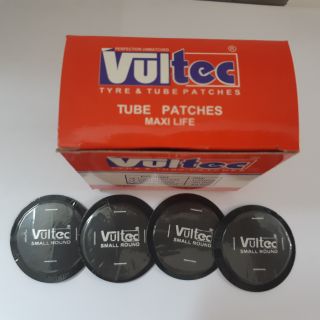 PERFECTION UNMATCHED
Vultec®
TYRE & TUBE PATCHES
TUBE PATCHES
MAXI LIFE
Vultec
Vultec
SMALL ROUND
Vultec
SMALL ROUND
Vultec
SMALL ROUND
Vultec
SMALL ROUND